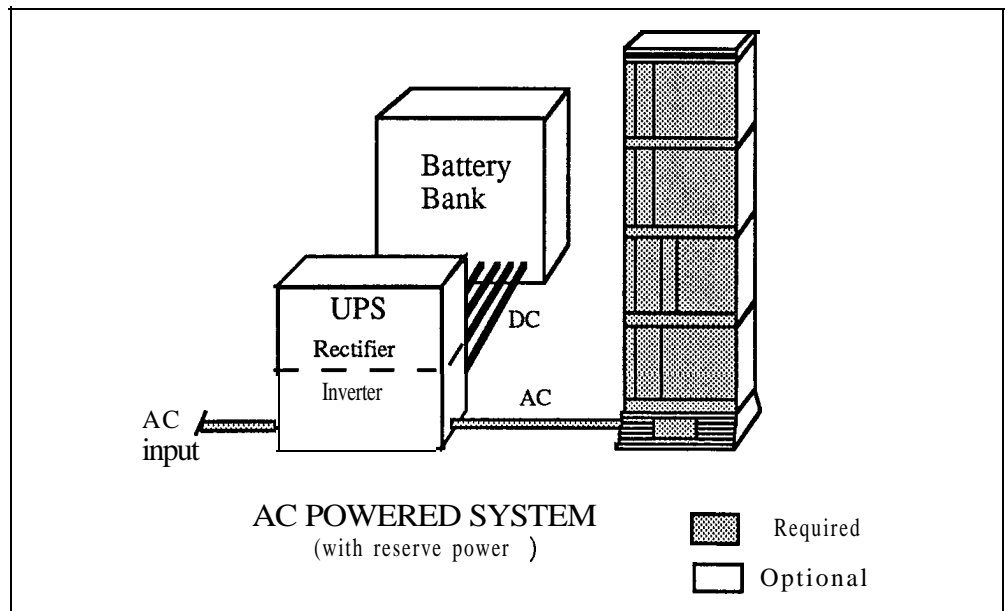 Battery
Bank
UPS
Rectifier
Inverter
DC
AC
AC
input
AC POWERED SYSTEM
(with reserve power )
Required
Optional